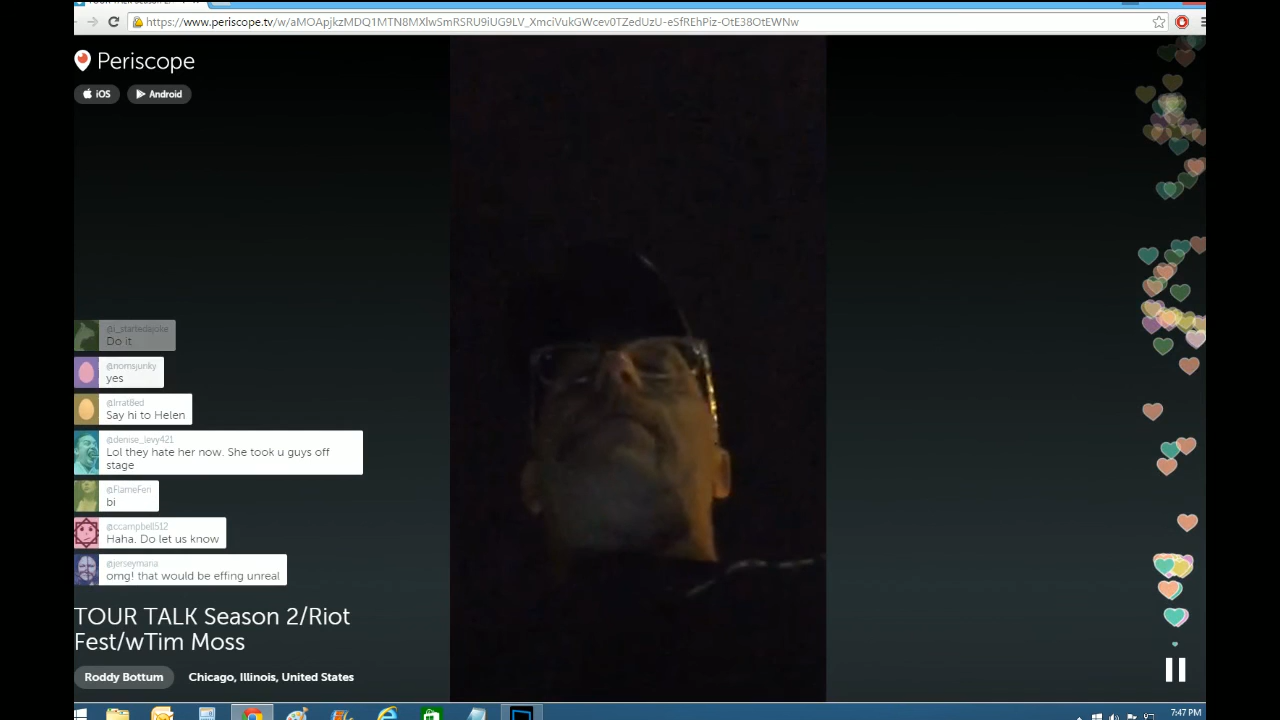 https://www.periscope.tv/w/aMOApjkzMDQ1MTN8MXlwSmRSRU9iUG9LV_XmciVukGWcev0TZedUzU-eSfREhPiz-OtE38OtEWNw
Periscope
iOS
Android
@i_startedajoke
Do it
@nomsjunky
yes
@Irrat8ed
Say hi to Helen
@denise_levy421
Lol they hate her now. She took u guys off
stage
@FlameFen
bi
@ccampbell512
Haha. Do let us know
@jerseymana
omg! that would be effing unreal
TOUR TALK Season 2/Riot
Fest/wTim Moss
Roddy Bottum
Chicago, Illinois, United States
7:47 PM